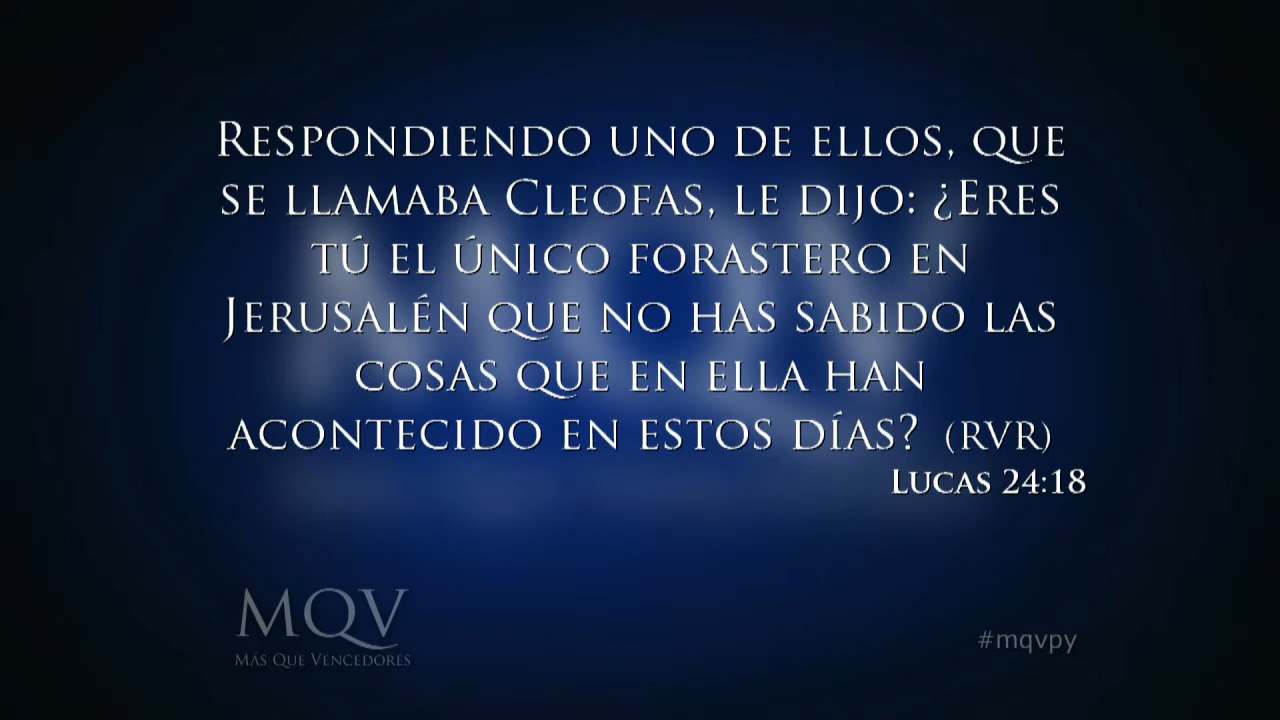 Respondiendo uno de ellos, que
se llamaba Cleofas, le dijo: ¿Eres
tú el único forastero en
Jerusalén que no has sabido las
cosas que en ella han
acontecido en estos días? (RVR)
Lucas 24:18
MQV
Más Que Vencedores
#mqvpy